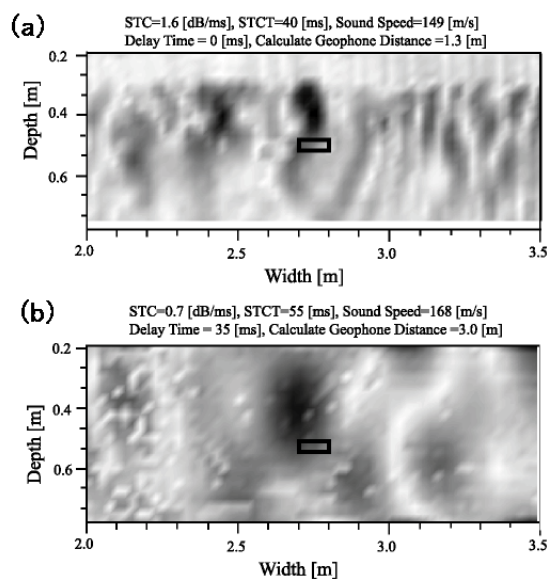 (a)
STC=1.6 [dB/ms], STCT=40 [ms], Sound Speed=149 [m/s]
Delay Time = 0 [ms], Calculate Geophone Distance=1.3 [m]
0.2
0.4
0.6
Depth [m]
2.0 2.5 3.0 3.5
Width [m]
(b)
STC=0.7 [dB/ms], STCT=55 [ms], Sound Speed=168 [m/s]
Delay Time = 35 [ms], Calculate Geophone Distance =3.0 [m]
0.2
0.4
0.6
Depth [m]
2.0 2.5 3.0 3.5
Width [m]